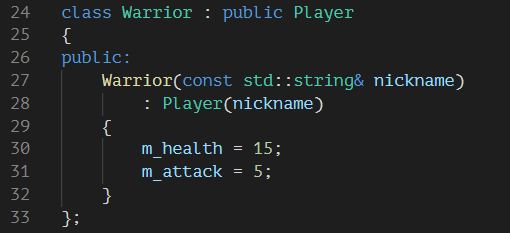 24 class Warrior : public Player
25 {
26 public:
27     Warrior(const std::string& nickname)
28         : Player(nickname)
29     {
30         m_health = 15;
31         m_attack = 5;
32     }
33 };